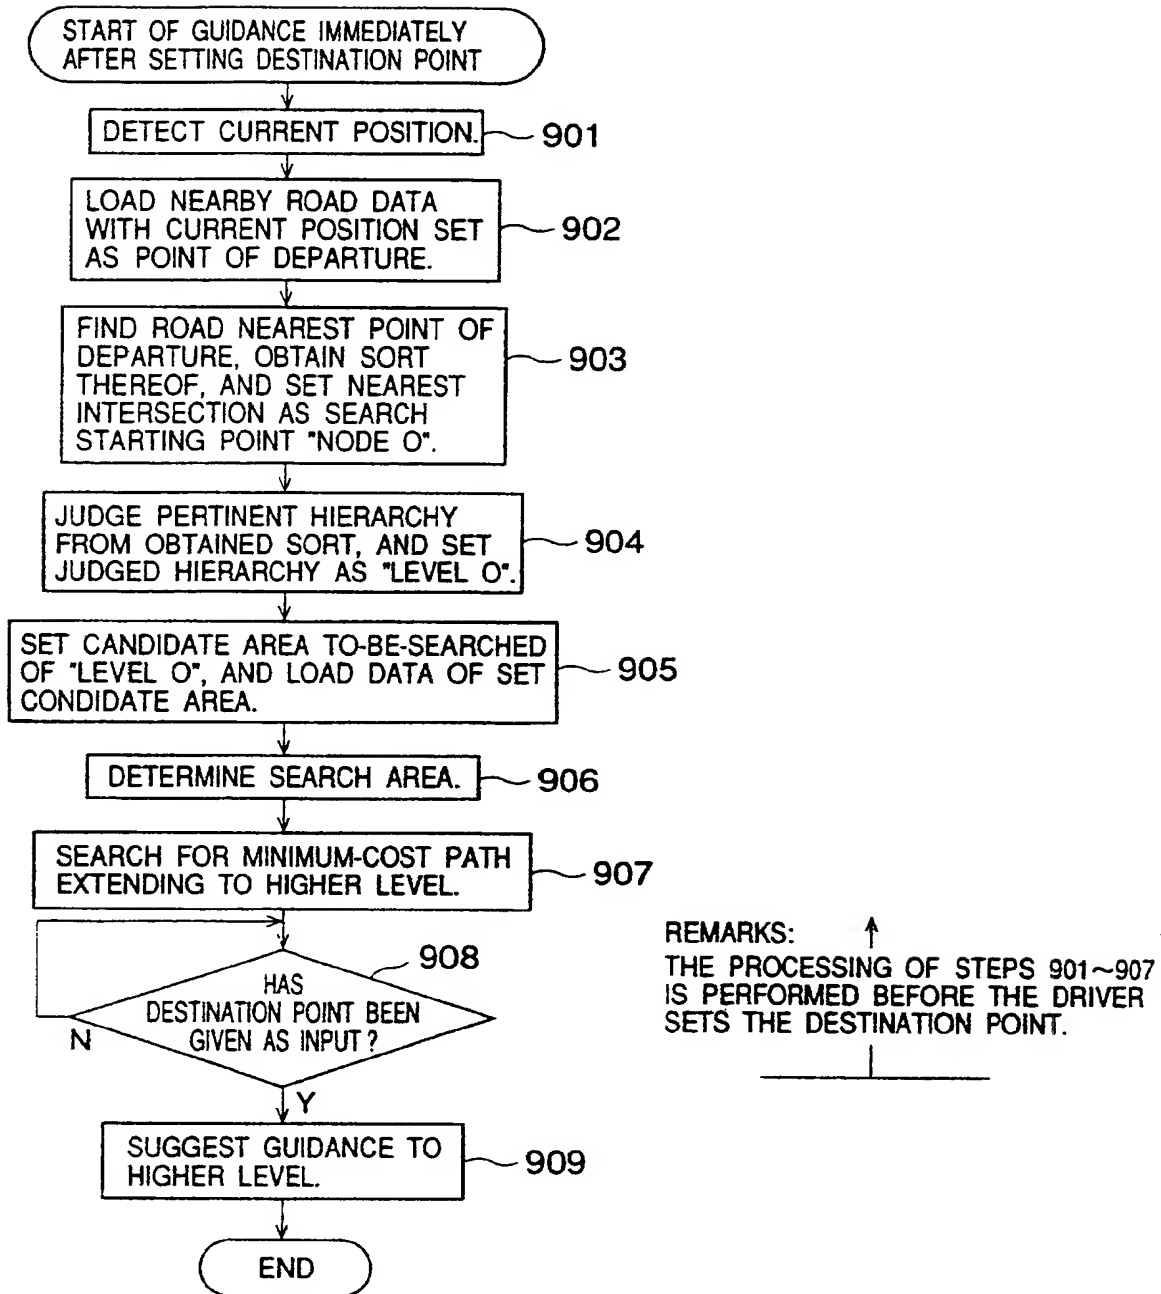 START OF GUIDANCE IMMEDIATELY
AFTER SETTING DESTINATION POINT
DETECT CURRENT POSITION.
901
LOAD NEARBY ROAD DATA
WITH CURRENT POSITION SET
AS POINT OF DEPARTURE.
902
FIND ROAD NEAREST POINT OF
DEPARTURE, OBTAIN SORT
THEREOF, AND SET NEAREST
INTERSECTION AS SEARCH
STARTING POINT "NODE O".
903
JUDGE PERTINENT HIERARCHY
FROM OBTAINED SORT, AND SET
JUDGED HIERARCHY AS "LEVEL O".
904
SET CANDIDATE AREA TO-BE-SEARCHED
OF "LEVEL O", AND LOAD DATA OF SET
CONDIDATE AREA.
905
DETERMINE SEARCH AREA.
906
SEARCH FOR MINIMUM-COST PATH
EXTENDING TO HIGHER LEVEL.
907
908
HAS
DESTINATION POINT BEEN
GIVEN AS INPUT?
N
Y
REMARKS:
THE PROCESSING OF STEPS 901~907
IS PERFORMED BEFORE THE DRIVER
SETS THE DESTINATION POINT.
SUGGEST GUIDANCE TO
HIGHER LEVEL.
909
END